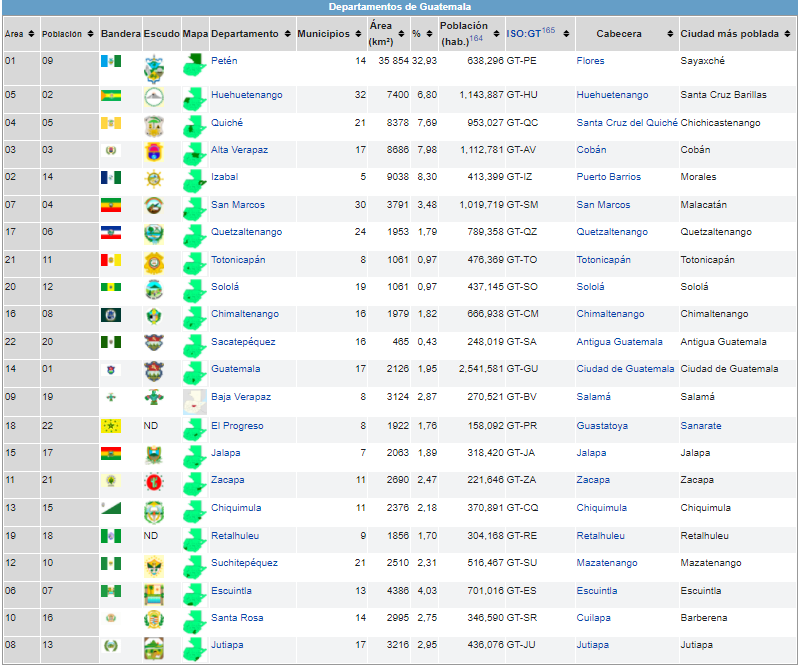 Departamentos de Guatemala
Área Población Bandera Escudo Mapa Departamento Municipios Área (km²) % Población (hab.)164 ISO:GT165 Cabecera Ciudad más poblada
01 09 Petén 14 35 854 32,93 638,296 GT-PE Flores Sayaxché
05 02 Huehuetenango 32 7400 6,80 1,143,887 GT-HU Huehuetenango Santa Cruz Barillas
04 05 Quiché 21 8378 7,69 953,027 GT-QC Santa Cruz del Quiché Chichicastenango
03 03 Alta Verapaz 17 8686 7,98 1,112,781 GT-AV Cobán Cobán
02 14 Izabal 5 9038 8,30 413,399 GT-IZ Puerto Barrios Morales
07 04 San Marcos 30 3791 3,48 1,019,719 GT-SM San Marcos Malacatán
17 06 Quetzaltenango 24 1953 1,79 789,358 GT-QZ Quetzaltenango Quetzaltenango
21 11 Totonicapán 8 1061 0,97 476,369 GT-TO Totonicapán Totonicapán
20 12 Sololá 19 1061 0,97 437,145 GT-SO Sololá Sololá
16 08 Chimaltenango 16 1979 1,82 666,938 GT-CM Chimaltenango Chimaltenango
22 20 Sacatepéquez 16 465 0,43 248,019 GT-SA Antigua Guatemala Antigua Guatemala
14 01 Guatemala 17 2126 1,95 2,541,581 GT-GU Ciudad de Guatemala Ciudad de Guatemala
09 19 Baja Verapaz 8 3124 2,87 270,521 GT-BV Salamá Salamá
18 22 ND El Progreso 8 1922 1,76 158,092 GT-PR Guastatoya Sanarate
15 17 Jalapa 7 2063 1,89 318,420 GT-JA Jalapa Jalapa
11 21 Zacapa 11 2690 2,47 221,646 GT-ZA Zacapa Zacapa
13 15 Chiquimula 11 2376 2,18 370,891 GT-CQ Chiquimula Chiquimula
19 18 ND Retalhuleu 9 1856 1,70 304,168 GT-RE Retalhuleu Retalhuleu
12 10 Suchitepéquez 21 2510 2,31 516,467 GT-SU Mazatenango Mazatenango
06 07 Escuintla 13 4386 4,03 701,016 GT-ES Escuintla Escuintla
10 16 Santa Rosa 14 2995 2,75 346,590 GT-SR Cuilapa Barberena
08 13 Jutiapa 17 3216 2,95 436,076 GT-JU Jutiapa Jutiapa